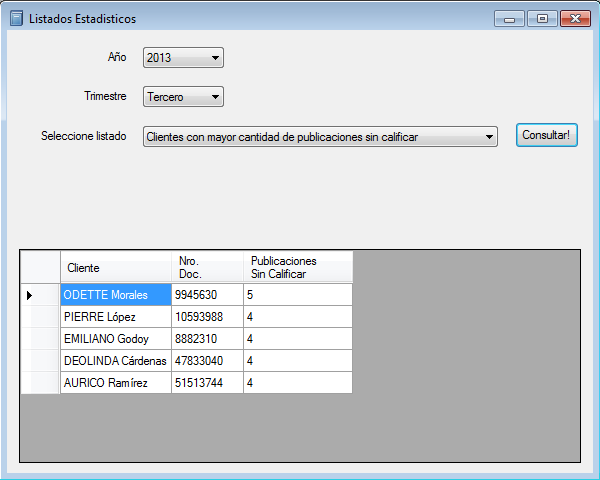 Listados Estadisticos
Año 2013
Trimestre Tercero
Seleccione listado Clientes con mayor cantidad de publicaciones sin calificar Consultar!
Cliente Nro. Doc. Publicaciones Sin Calificar
ODETTE Morales 9945630 5
PIERRE López 10593988 4
EMILIANO Godoy 8882310 4
DEOLINDA Cárdenas 47833040 4
AURICO Ramírez 51513744 4